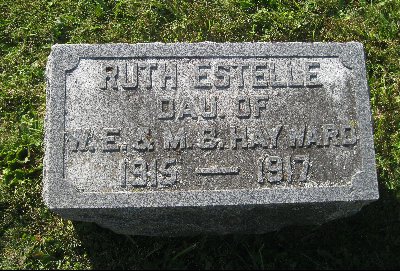 RUTH ESTELLE
DAU. OF
W. E. & M. B. HAYWARD
1915 — 1917